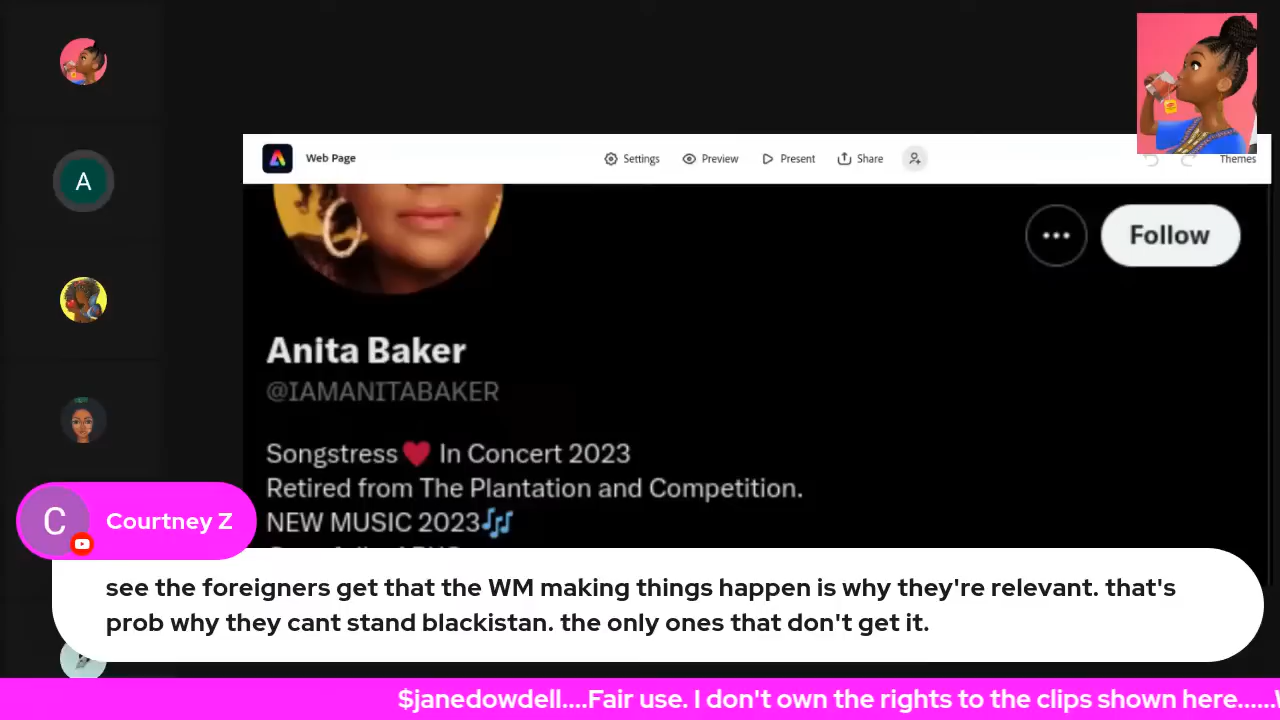 Web Page
Settings
Preview
Present
Share
Themes
Follow
Anita Baker
@IAMANITABAKER
Songstress❤️ In Concert 2023
Retired from The Plantation and Competition.
NEW MUSIC 2023🎶
A
C
Courtney Z
see the foreigners get that the WM making things happen is why they're relevant. that's
prob why they cant stand blackistan. the only ones that don't get it.
$janedowdell....Fair use. I don't own the rights to the clips shown here......